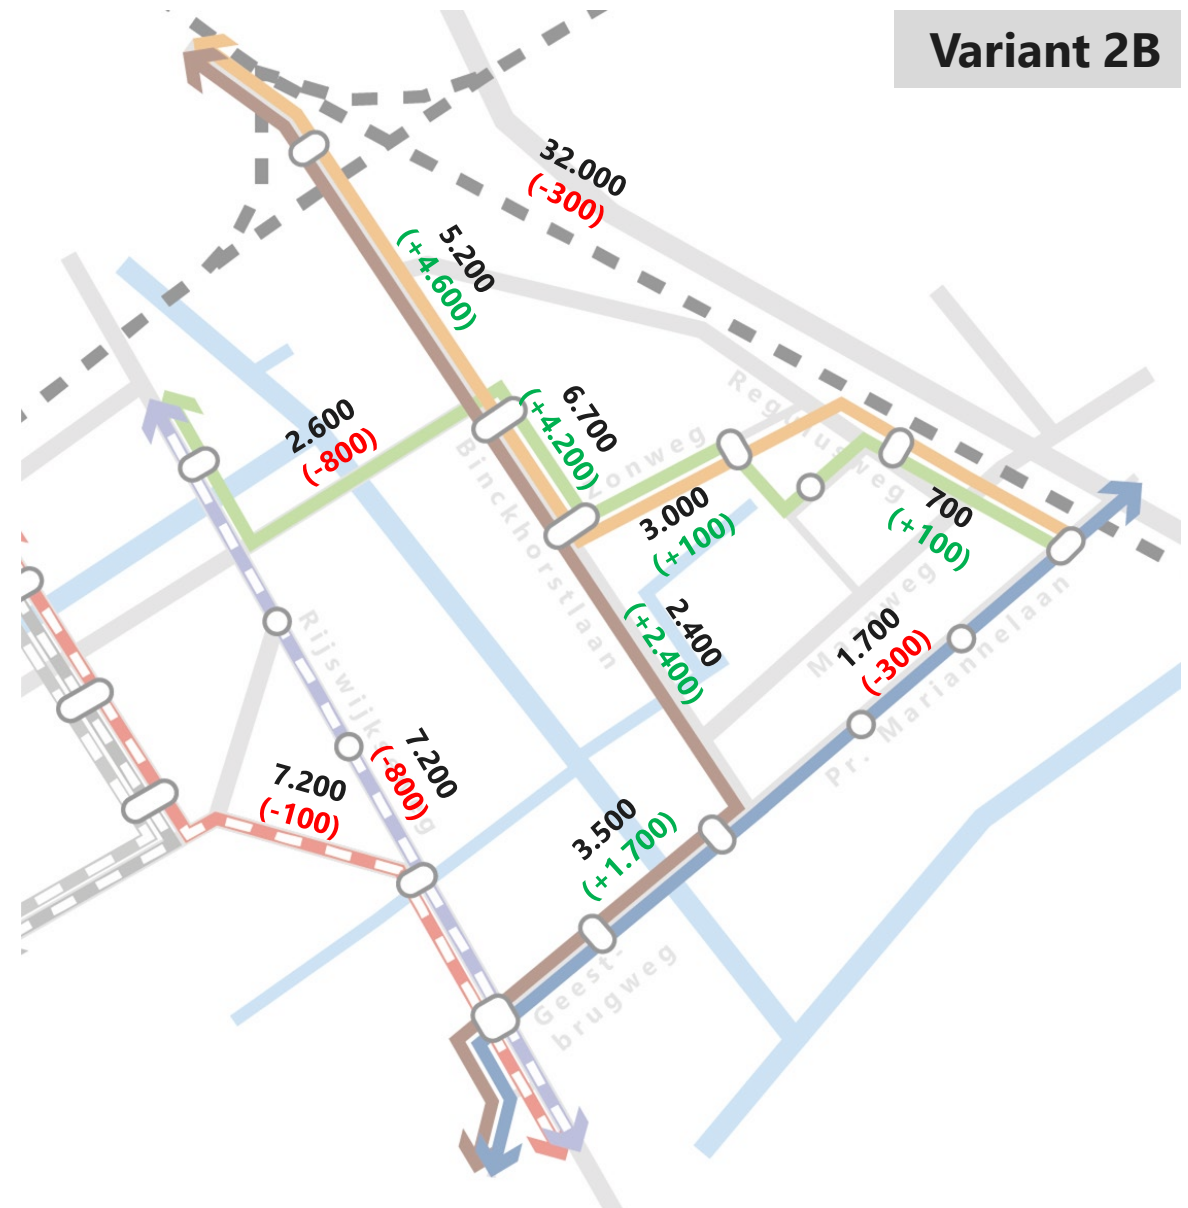 Variant 2B
32.000
(-300)
5.200
(+4.600)
6.700
(+4.200)
2.600
(-800)
Regulusweg
Binckhorstlaan
3.000
(+100)
700
(+100)
2.400
(+2.400)
Maanweg
1.700
(-300)
Pr. Mariannelaan
Rijswijkseweg
7.200
(-800)
7.200
(-100)
3.500
(+1.700)
Geest-
brugweg